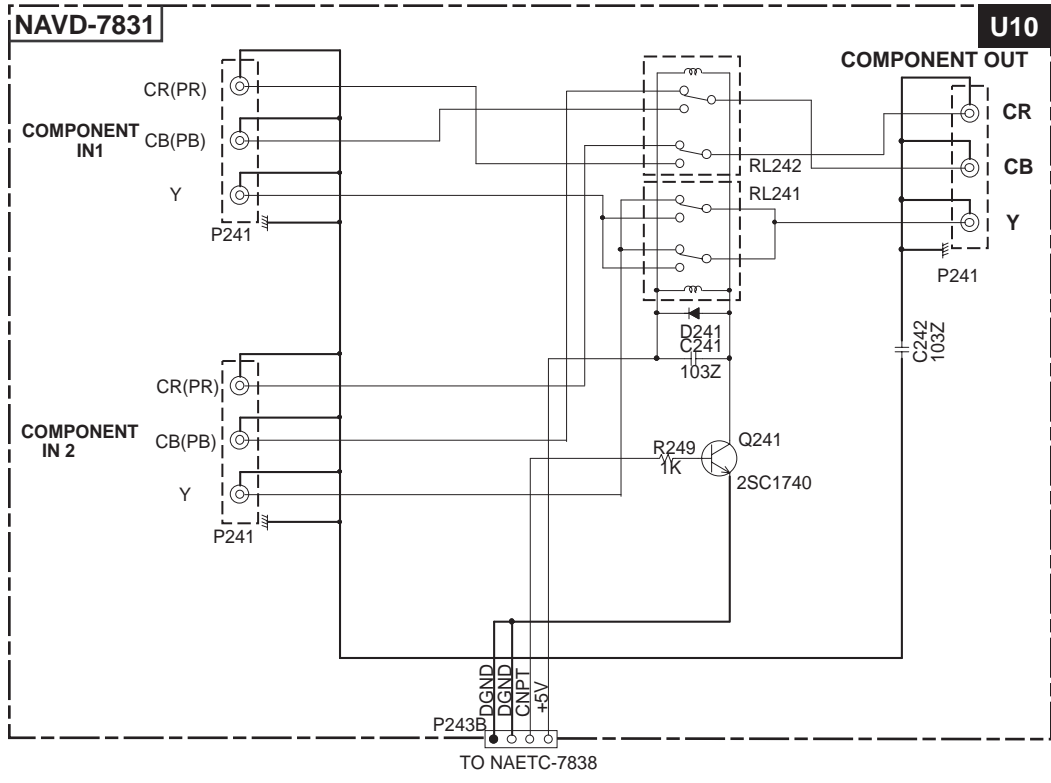 NAVD-7831
U10
COMPONENT OUT
CR(PR)
COMPONENT
IN1
CB(PB)
Y
P241
RL242
RL241
CR
CB
Y
P241
D241
C241
103Z
C242
103Z
CR(PR)
COMPONENT
IN 2
CB(PB)
Y
P241
R249
1K
Q241
2SC1740
DGND
DGND
CNPT
+5V
P243B
TO NAETC-7838